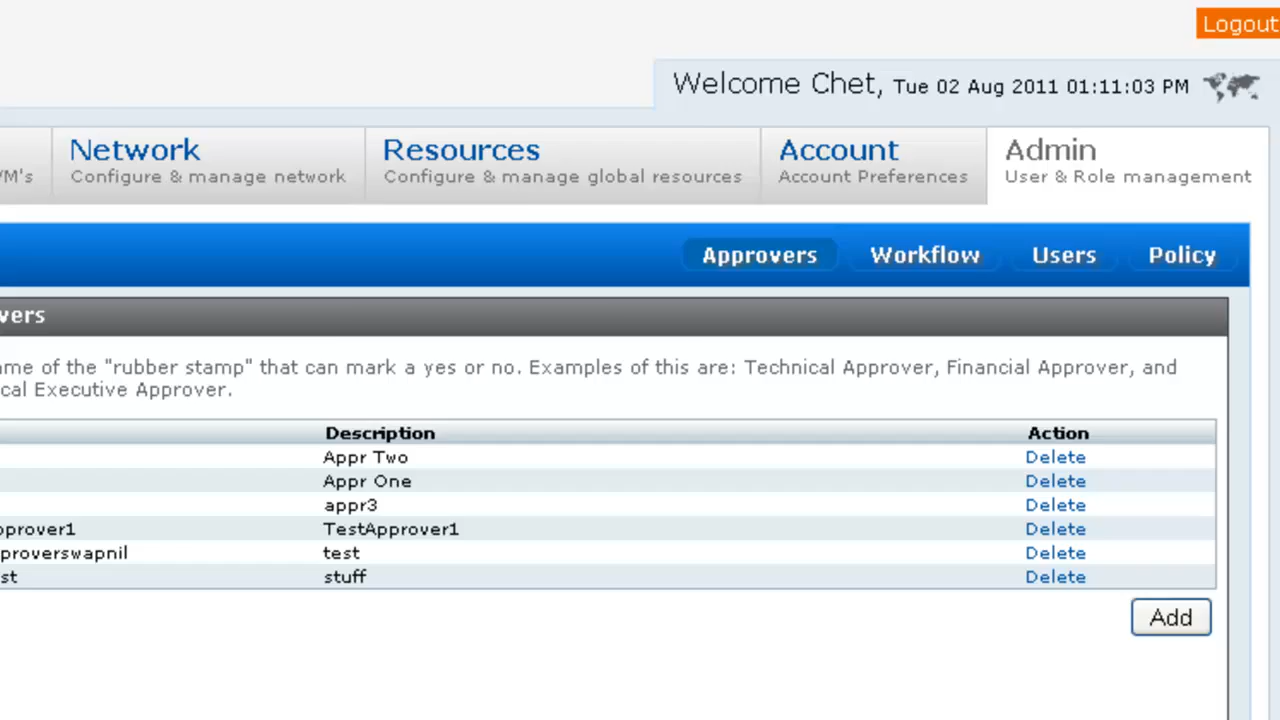 Logout
Welcome Chet, Tue 02 Aug 2011 01:11:03 PM
Network Resources Account Admin
VM's Configure & manage network Configure & manage global resources Account Preferences User & Role management
Approvers Workflow Users Policy
vers
ame of the "rubber stamp" that can mark a yes or no. Examples of this are: Technical Approver, Financial Approver, and
cal Executive Approver.
Description Action
Appr Two Delete
Appr One Delete
appr3 Delete
pprover1 TestApprover1 Delete
proverswapnil test Delete
st stuff Delete
Add